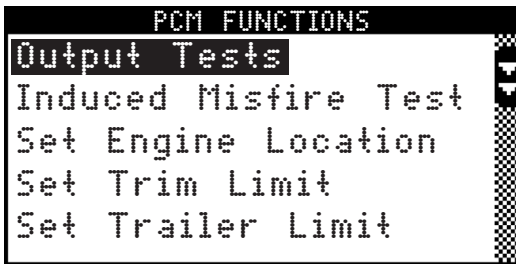 PCM FUNCTIONS
Output Tests
Induced Misfire Test
Set Engine Location
Set Trim Limit
Set Trailer Limit